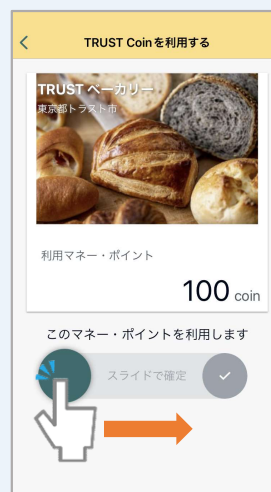 TRUST Coinを利用する
TRUST ベーカリー
東京都トラスト市
利用マネー・ポイント
100 coin
このマネー・ポイントを利用します
スライドで確定